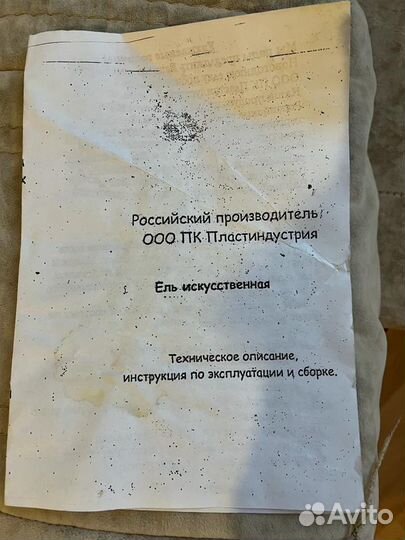 Российский производитель
ООО ПК Пластиндустрия
Ель искусственная
Техническое описание,
инструкция по эксплуатации и сборке.
Avito